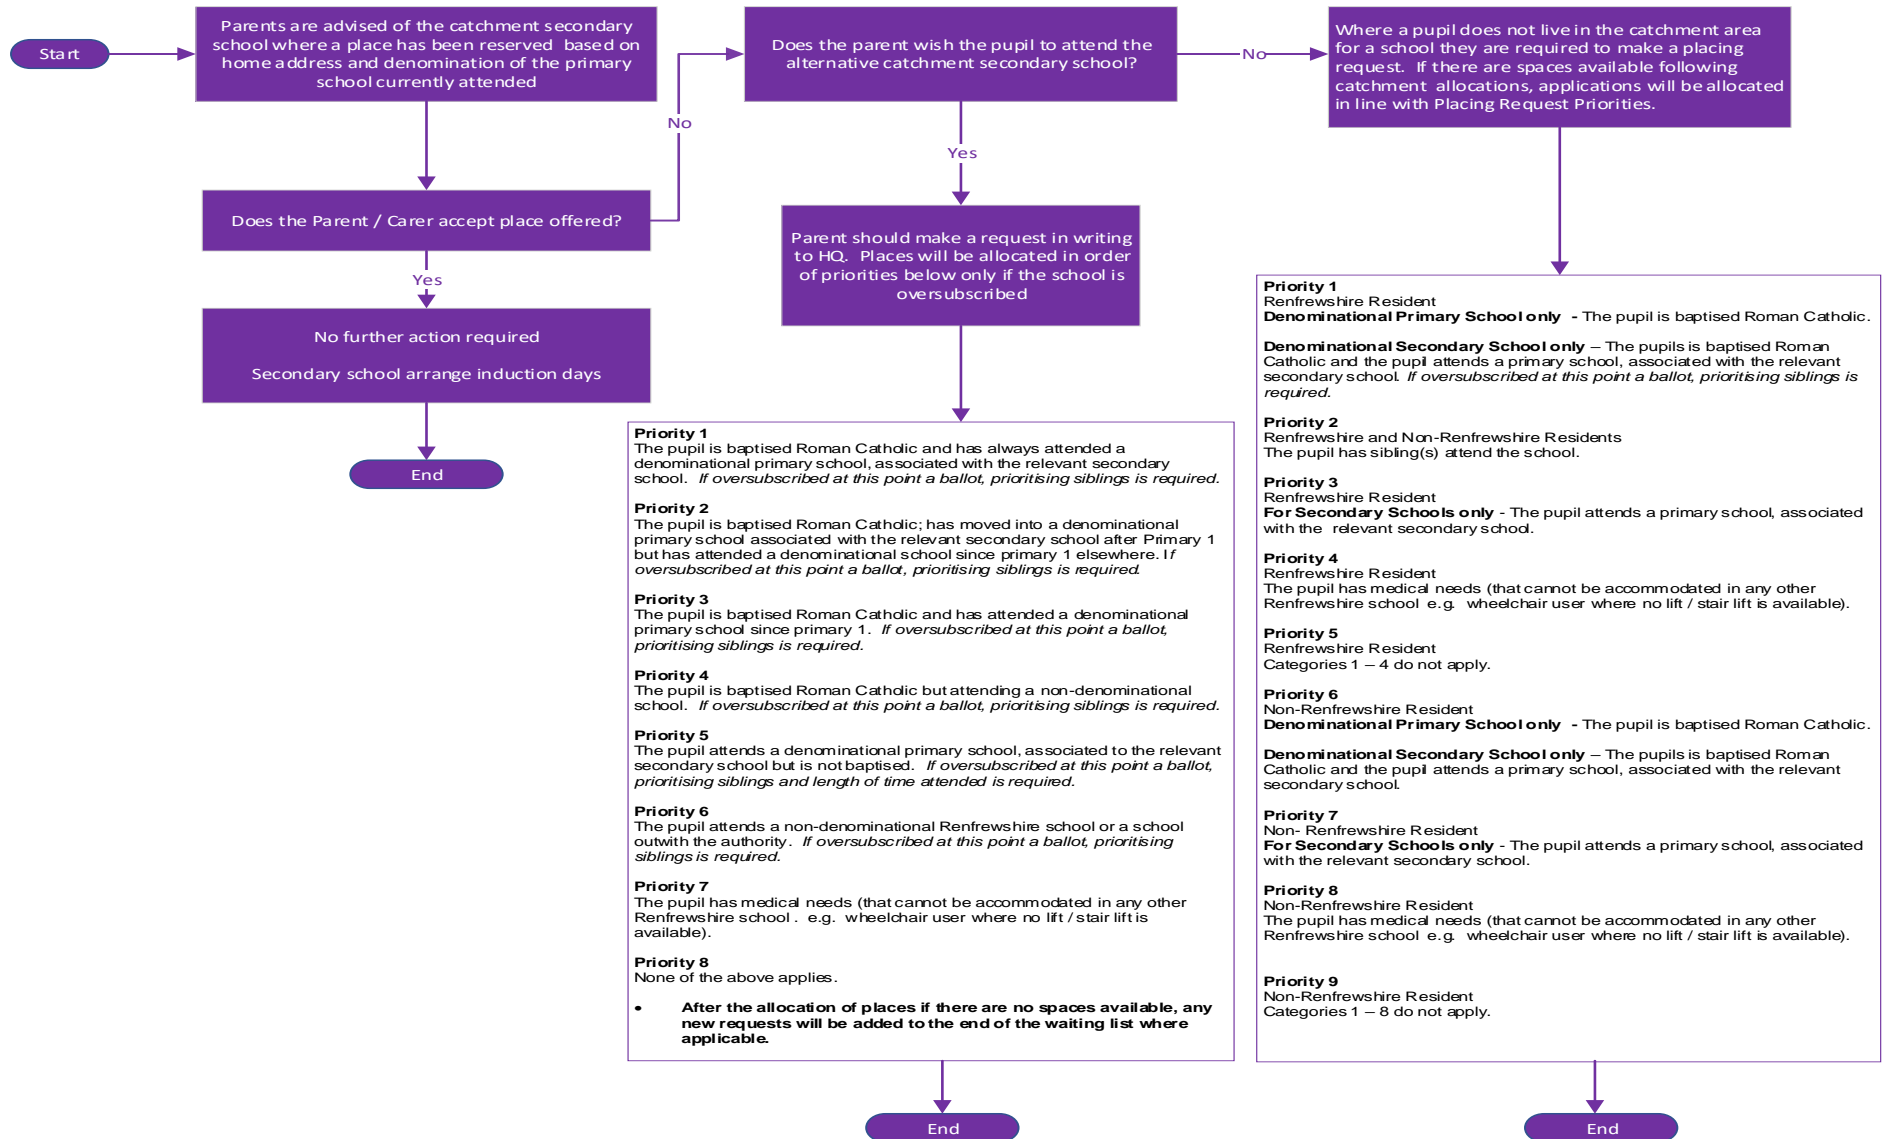 Start
Parents are advised of the catchment secondary
school where a place has been reserved based on
home address and denomination of the primary
school currently attended
Does the Parent / Carer accept place offered?
Yes
No further action required
Secondary school arrange induction days
End
No
Does the parent wish the pupil to attend the
alternative catchment secondary school?
Yes
Parent should make a request in writing
to HQ. Places will be allocated in order
of priorities below only if the school is
oversubscribed
Priority 1
The pupil is baptised Roman Catholic and has always attended a
denominational primary school, associated with the relevant secondary
school. If oversubscribed at this point a ballot, prioritising siblings is required.
Priority 2
The pupil is baptised Roman Catholic; has moved into a denominational
primary school associated with the relevant secondary school after Primary 1
but has attended a denominational school since primary 1 elsewhere. If
oversubscribed at this point a ballot, prioritising siblings is required.
Priority 3
The pupil is baptised Roman Catholic and has attended a denominational
primary school since primary 1. If oversubscribed at this point a ballot,
prioritising siblings is required.
Priority 4
The pupil is baptised Roman Catholic but attending a non-denominational
school. If oversubscribed at this point a ballot, prioritising siblings is required.
Priority 5
The pupil attends a denominational primary school, associated to the relevant
secondary school but is not baptised. If oversubscribed at this point a ballot,
prioritising siblings and length of time attended is required.
Priority 6
The pupil attends a non-denominational Renfrewshire school or a school
outwith the authority. If oversubscribed at this point a ballot, prioritising
siblings is required.
Priority 7
The pupil has medical needs (that cannot be accommodated in any other
Renfrewshire school . e.g. wheelchair user where no lift / stair lift is
available).
Priority 8
None of the above applies.
• After the allocation of places if there are no spaces available, any
new requests will be added to the end of the waiting list where
applicable.
End
No
Where a pupil does not live in the catchment area
for a school they are required to make a placing
request. If there are spaces available following
catchment allocations, applications will be allocated
in line with Placing Request Priorities.
Priority 1
Renfrewshire Resident
Denominational Primary School only - The pupil is baptised Roman Catholic.
Denominational Secondary School only – The pupils is baptised Roman
Catholic and the pupil attends a primary school, associated with the relevant
secondary school. If oversubscribed at this point a ballot, prioritising siblings is
required.
Priority 2
Renfrewshire and Non-Renfrewshire Residents
The pupil has sibling(s) attend the school.
Priority 3
Renfrewshire Resident
For Secondary Schools only - The pupil attends a primary school, associated
with the relevant secondary school.
Priority 4
Renfrewshire Resident
The pupil has medical needs (that cannot be accommodated in any other
Renfrewshire school e.g. wheelchair user where no lift / stair lift is available).
Priority 5
Renfrewshire Resident
Categories 1 – 4 do not apply.
Priority 6
Non-Renfrewshire Resident
Denominational Primary School only - The pupil is baptised Roman Catholic.
Denominational Secondary School only – The pupils is baptised Roman
Catholic and the pupil attends a primary school, associated with the relevant
secondary school.
Priority 7
Non- Renfrewshire Resident
For Secondary Schools only - The pupil attends a primary school, associated
with the relevant secondary school.
Priority 8
Non-Renfrewshire Resident
The pupil has medical needs (that cannot be accommodated in any other
Renfrewshire school e.g. wheelchair user where no lift / stair lift is available).
Priority 9
Non-Renfrewshire Resident
Categories 1 – 8 do not apply.
End